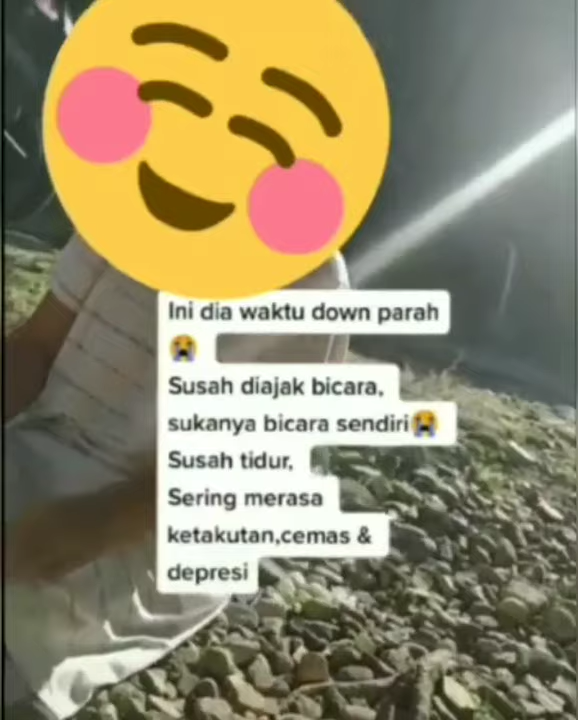 Ini dia waktu down parah
😭
Susah diajak bicara,
sukanya bicara sendiri😭
Susah tidur,
Sering merasa
ketakutan,cemas &
depresi